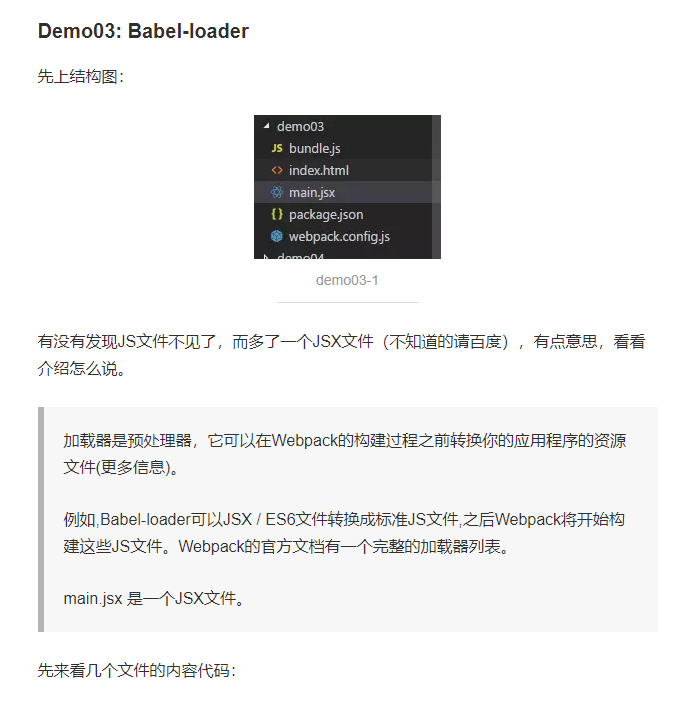 Demo03: Babel-loader
先上结构图：
demo03
JS bundle.js
<> index.html
main.jsx
{} package.json
webpack.config.js
demo04
demo03-1
有没有发现JS文件不见了，而多了一个JSX文件（不知道的请百度），有点意思，看看
介绍怎么说。
加载器是预处理器，它可以在Webpack的构建过程之前转换你的应用程序的资源
文件(更多信息)。
例如,Babel-loader可以JSX / ES6文件转换成标准JS文件,之后Webpack将开始构
建这些JS文件。Webpack的官方文档有一个完整的加载器列表。
main.jsx 是一个JSX文件。
先来看几个文件的内容代码：